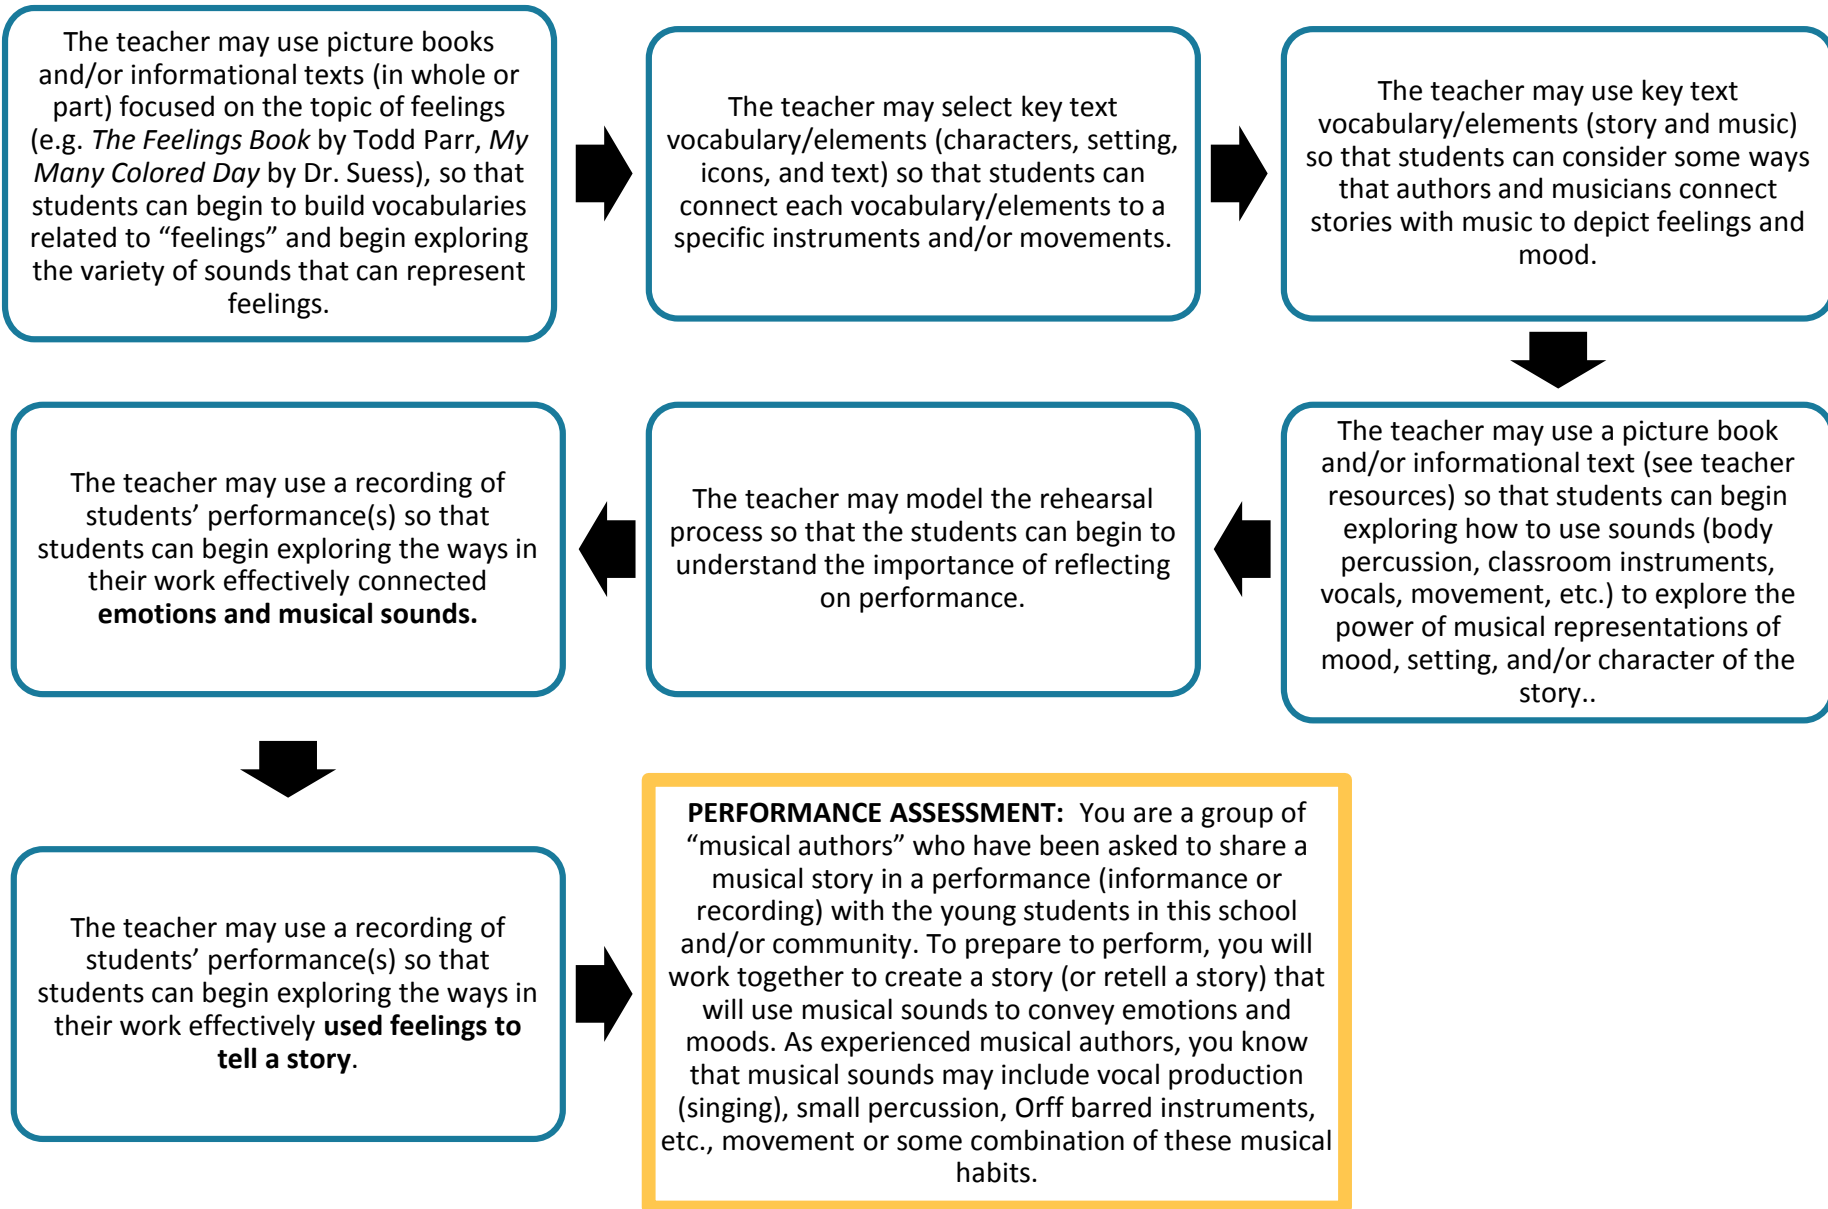 The teacher may use picture books
and/or informational texts (in whole or
part) focused on the topic of feelings
(e.g. The Feelings Book by Todd Parr, My
Many Colored Day by Dr. Suess), so that
students can begin to build vocabularies
related to “feelings” and begin exploring
the variety of sounds that can represent
feelings.
The teacher may select key text
vocabulary/elements (characters, setting,
icons, and text) so that students can
connect each vocabulary/elements to a
specific instruments and/or movements.
The teacher may use key text
vocabulary/elements (story and music)
so that students can consider some ways
that authors and musicians connect
stories with music to depict feelings and
mood.
The teacher may use a picture book
and/or informational text (see teacher
resources) so that students can begin
exploring how to use sounds (body
percussion, classroom instruments,
vocals, movement, etc.) to explore the
power of musical representations of
mood, setting, and/or character of the
story..
The teacher may model the rehearsal
process so that the students can begin to
understand the importance of reflecting
on performance.
The teacher may use a recording of
students’ performance(s) so that
students can begin exploring the ways in
their work effectively connected
emotions and musical sounds.
The teacher may use a recording of
students’ performance(s) so that
students can begin exploring the ways in
their work effectively used feelings to
tell a story.
PERFORMANCE ASSESSMENT: You are a group of
“musical authors” who have been asked to share a
musical story in a performance (informance or
recording) with the young students in this school
and/or community. To prepare to perform, you will
work together to create a story (or retell a story) that
will use musical sounds to convey emotions and
moods. As experienced musical authors, you know
that musical sounds may include vocal production
(singing), small percussion, Orff barred instruments,
etc., movement or some combination of these musical
habits.